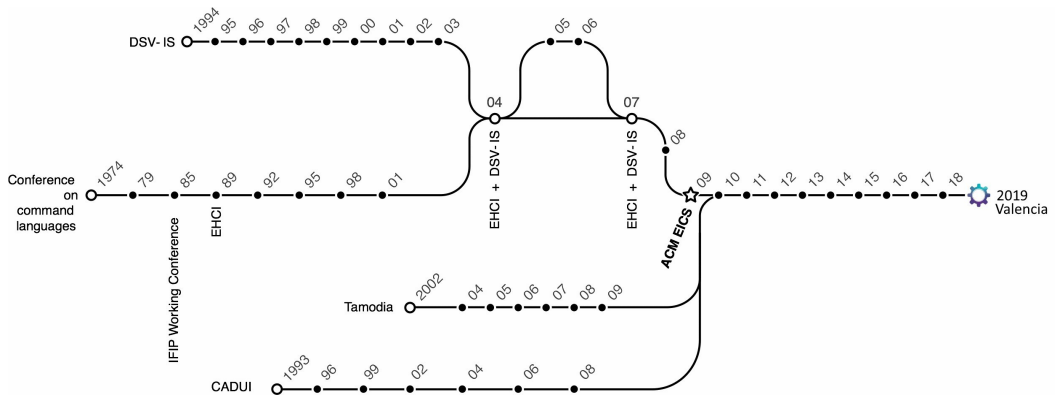 DSV- IS
1994 95 96 97 98 99 00 01 02 03
05 06
04
07
08
Conference
on
command
languages
1974 79 85 89 92 95 98 01
IFIP Working Conference
EHCI
EHCI + DSV- IS
EHCI + DSV- IS
ACM EICS
09 10 11 12 13 14 15 16 17 18
2019
Valencia
Tamodia
2002 04 05 06 07 08 09
CADUI
1993 96 99 02 04 06 08